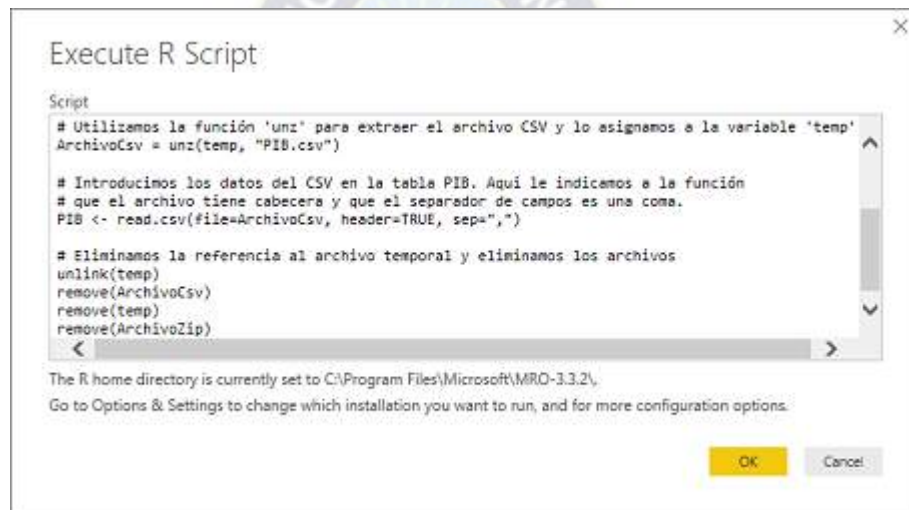 Execute R Script
Script
# Utilizamos la función 'unz' para extraer el archivo CSV y lo asignamos a la variable 'temp'
ArchivoCsv = unz(temp, "PIB.csv")
# Introducimos los datos del CSV en la tabla PIB. Aquí le indicamos a la función
# que el archivo tiene cabecera y que el separador de campos es una coma.
PIB <- read.csv(file=ArchivoCsv, header=TRUE, sep=",")
# Eliminamos la referencia al archivo temporal y eliminamos los archivos
unlink(temp)
remove(ArchivoCsv)
remove(temp)
remove(ArchivoZip)
The R home directory is currently set to C:\Program Files\Microsoft\MRO-3.3.2\.
Go to Options & Settings to change which installation you want to run, and for more configuration options.
OK Cancel